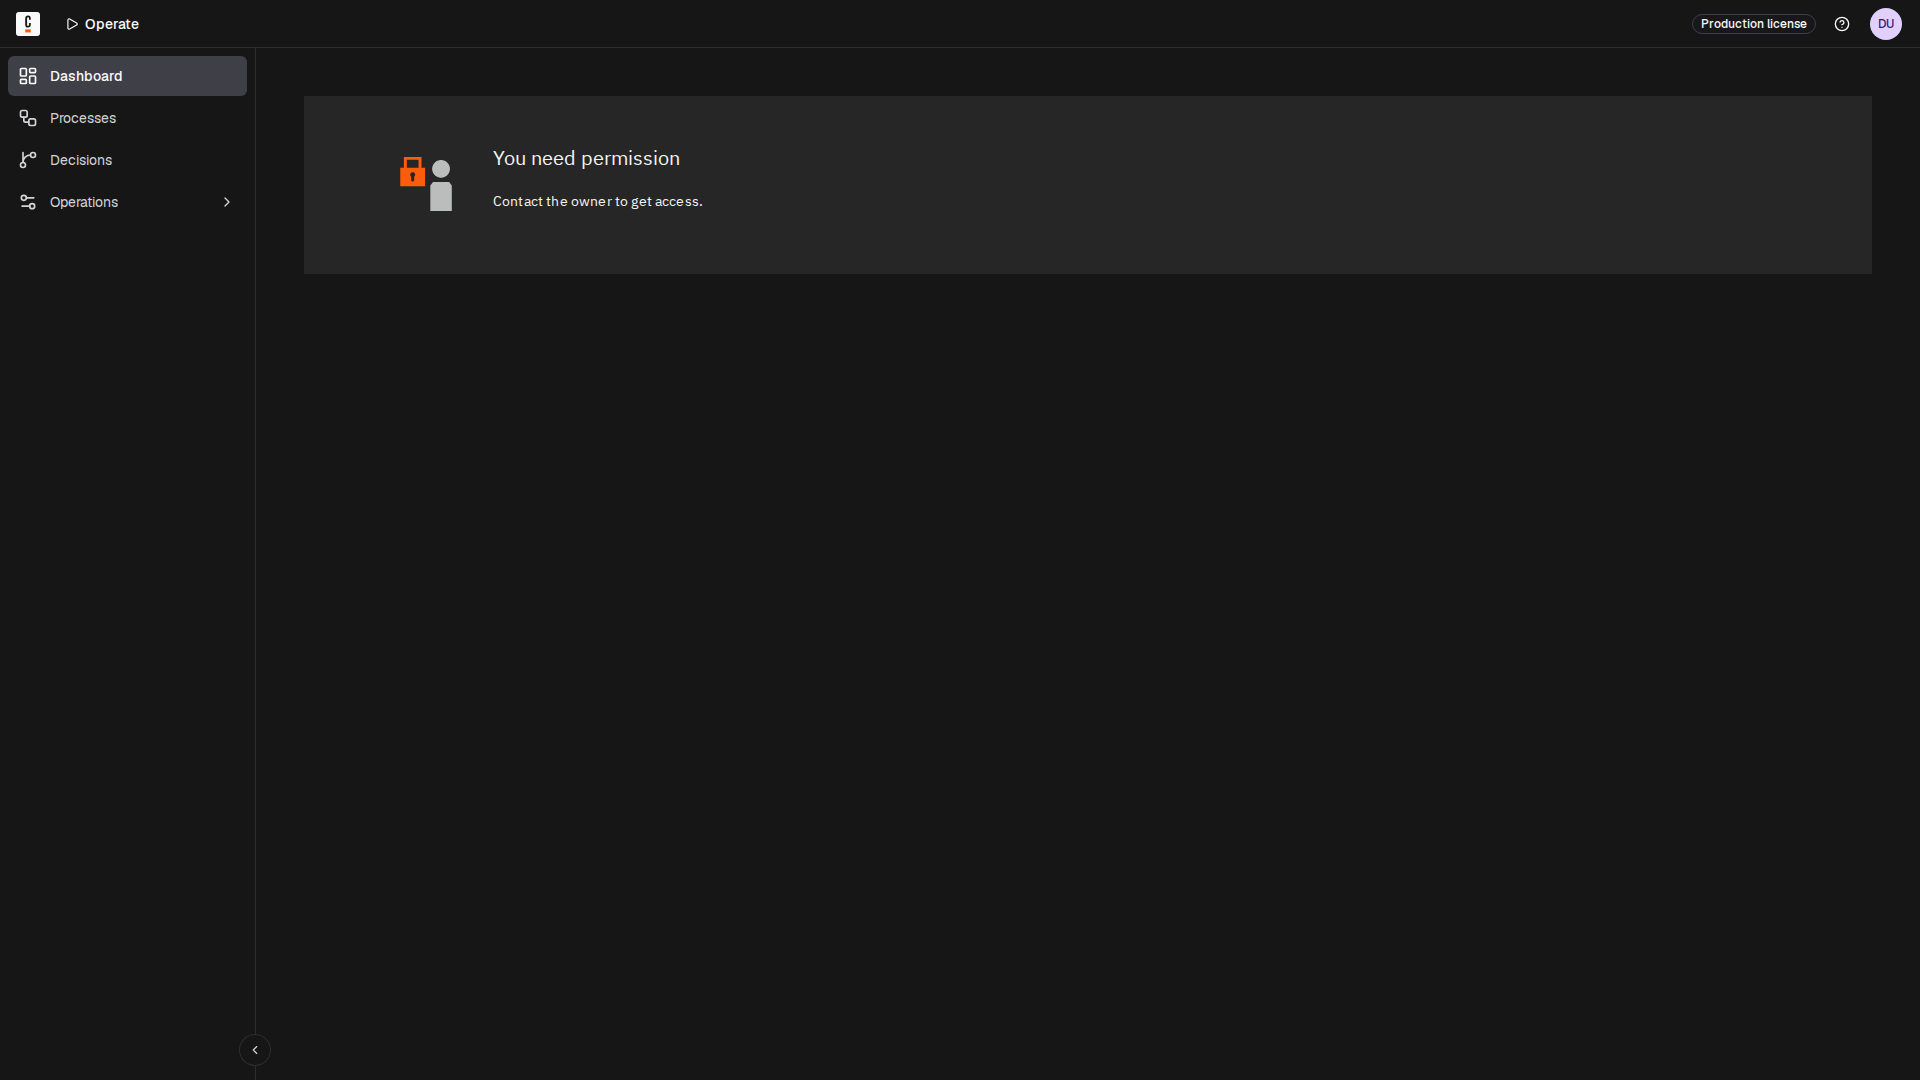 Operate
Production license
DU
Dashboard
Processes
Decisions
Operations
You need permission
Contact the owner to get access.